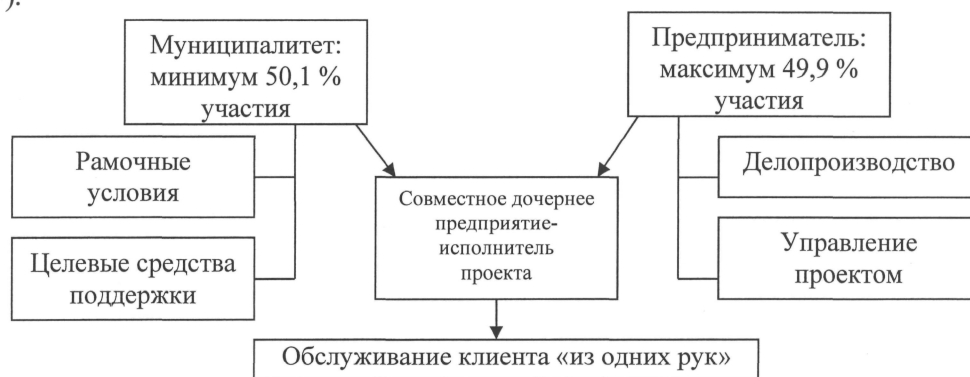 ).
Муниципалитет:
минимум 50,1 %
участия
Предприниматель:
максимум 49,9 %
участия
Рамочные
условия
Совместное дочернее
предприятие-
исполнитель
проекта
Делопроизводство
Целевые средства
поддержки
Управление
проектом
Обслуживание клиента «из одних рук»